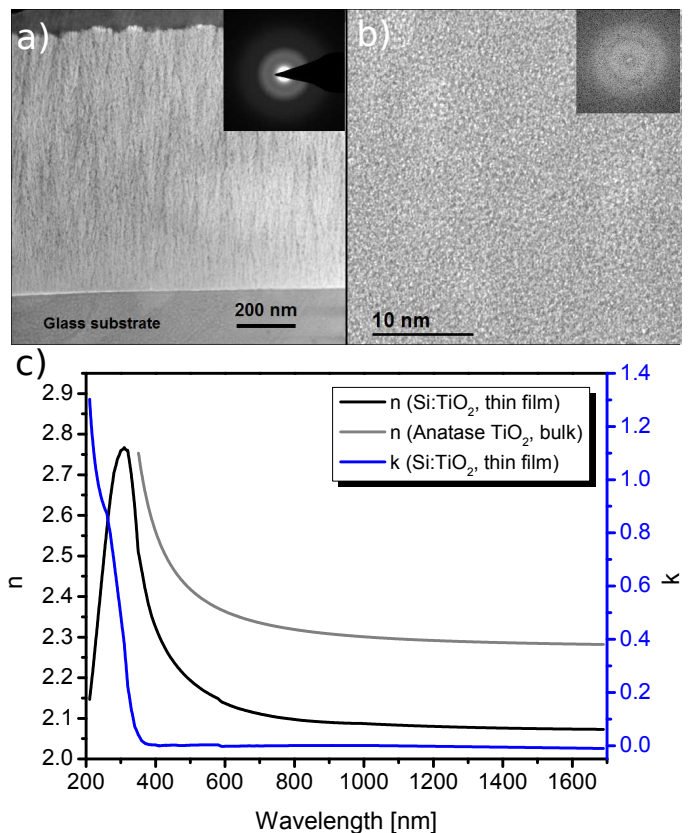 a)
Glass substrate
200 nm
b)
10 nm
c)
2.9
2.8
2.7
2.6
2.5
2.4
2.3
2.2
2.1
2.0
n
n (Si:TiO₂, thin film)
n (Anatase TiO₂, bulk)
k (Si:TiO₂, thin film)
1.4
1.2
1.0
0.8
0.6
0.4
0.2
0.0
k
200 400 600 800 1000 1200 1400 1600
Wavelength [nm]